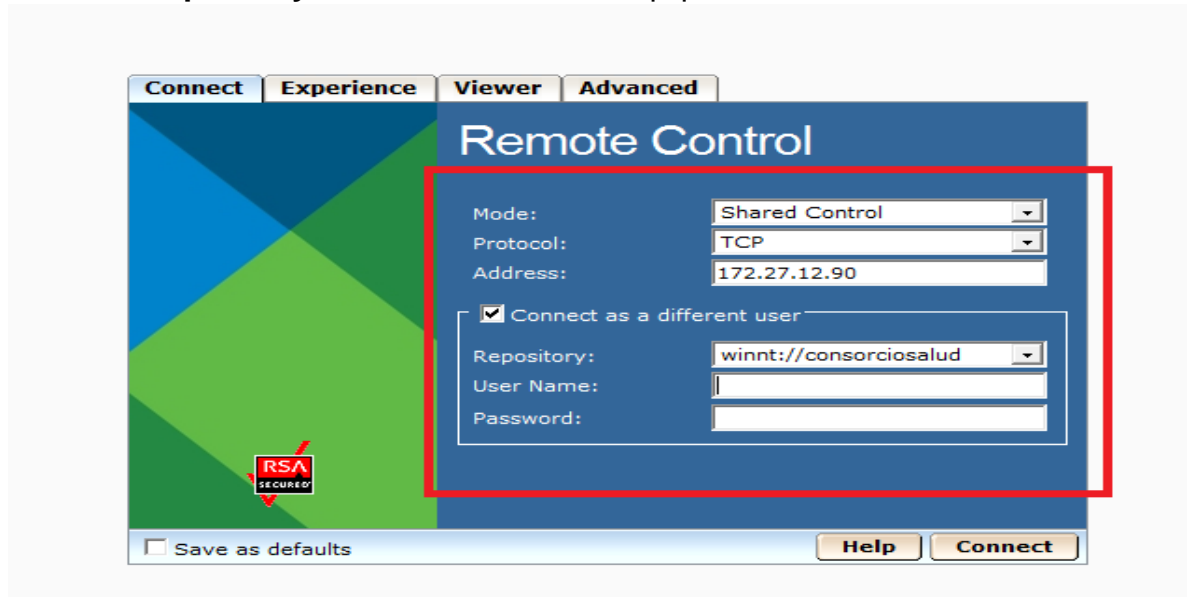 Connect Experience Viewer Advanced
Remote Control
Mode: Shared Control
Protocol: TCP
Address: 172.27.12.90
Connect as a different user
Repository: winnt://consorciosalud
User Name:
Password:
RSA
SECURED
Save as defaults Help Connect